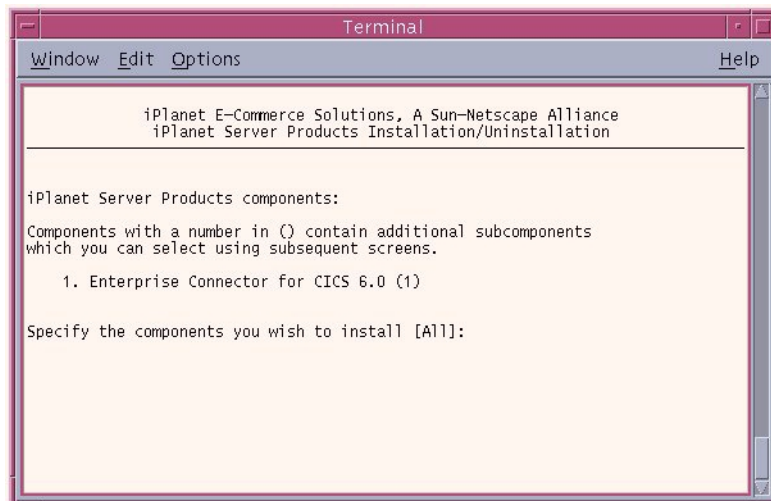 Terminal
Window Edit Options Help
iPlanet E-Commerce Solutions, A Sun-Netscape Alliance
iPlanet Server Products Installation/Uninstallation
iPlanet Server Products components:
Components with a number in () contain additional subcomponents
which you can select using subsequent screens.
1. Enterprise Connector for CICS 6.0 (1)
Specify the components you wish to install [All]: